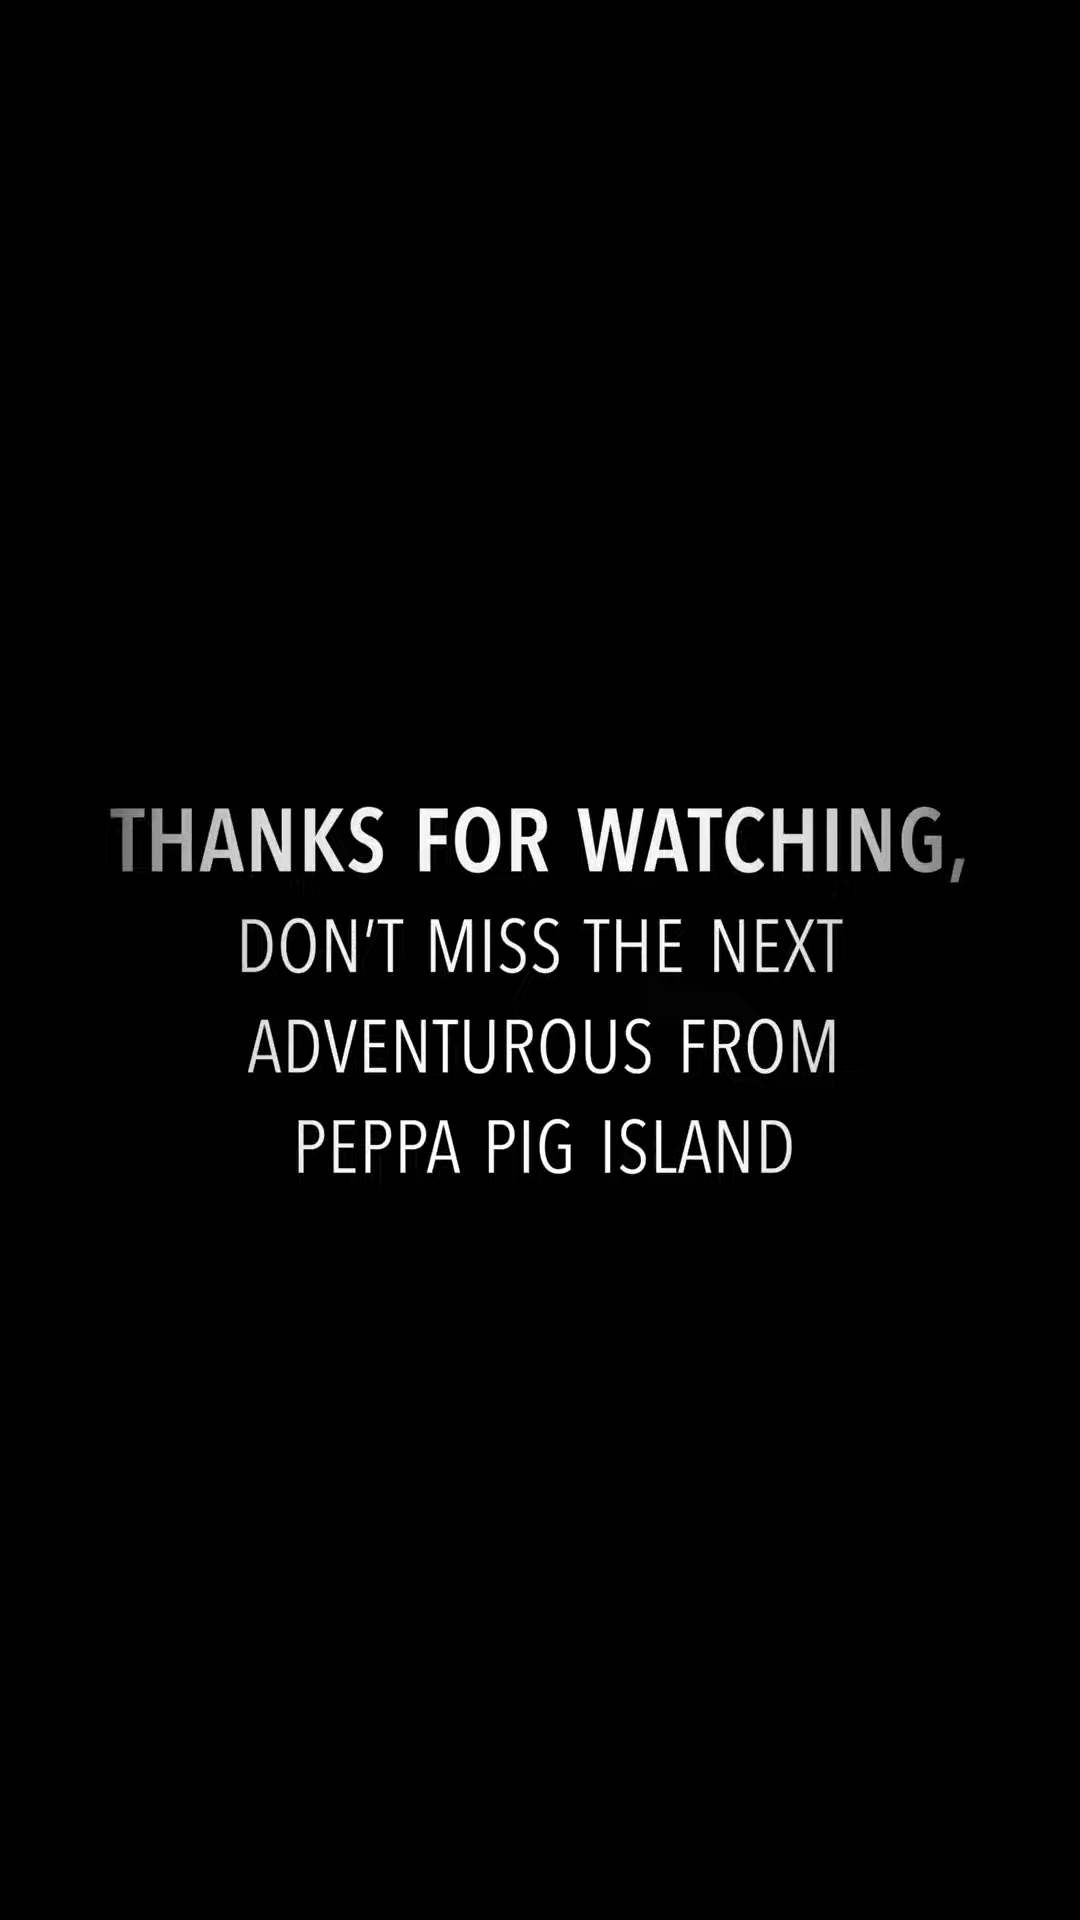 THANKS FOR WATCHING,
DON'T MISS THE NEXT
ADVENTUROUS FROM
PEPPA PIG ISLAND